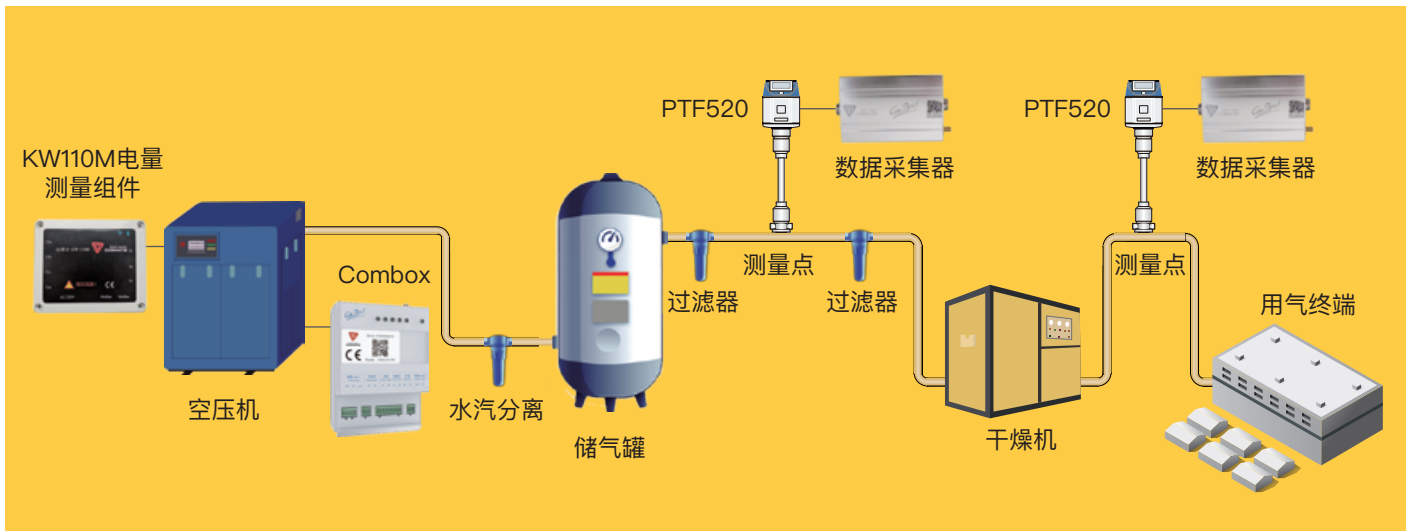 PTF520
数据采集器
PTF520
数据采集器
KW110M电量
测量组件
Combox
测量点
测量点
过滤器
过滤器
用气终端
空压机
水汽分离
储气罐
干燥机
CE